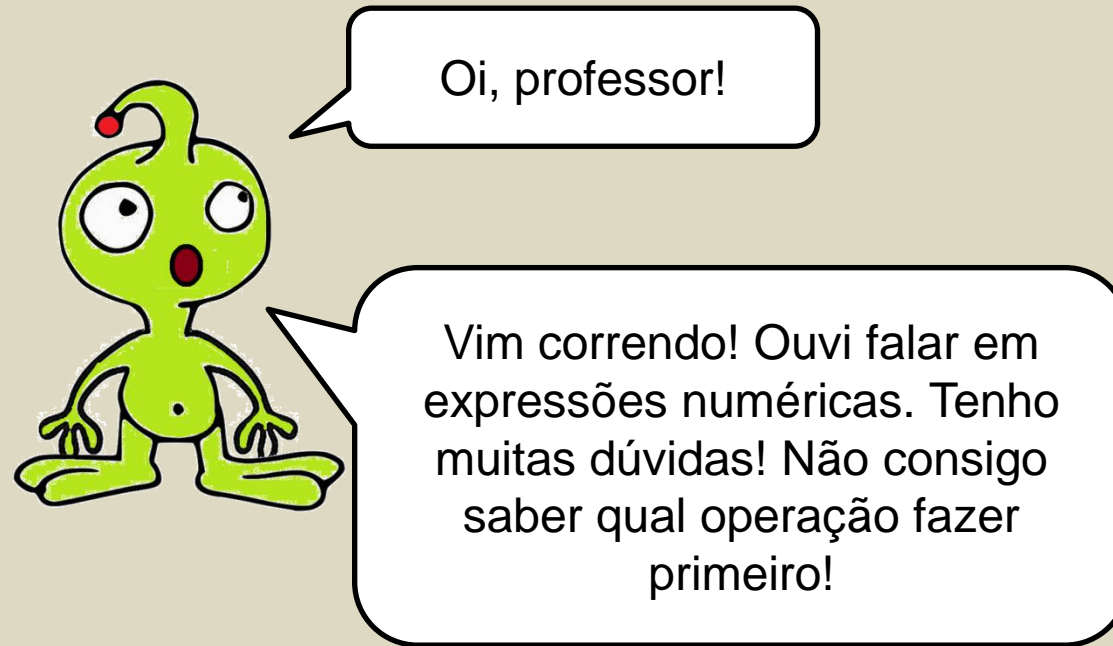 Oi, professor!
Vim correndo! Ouvi falar em
expressões numéricas. Tenho
muitas dúvidas! Não consigo
saber qual operação fazer
primeiro!